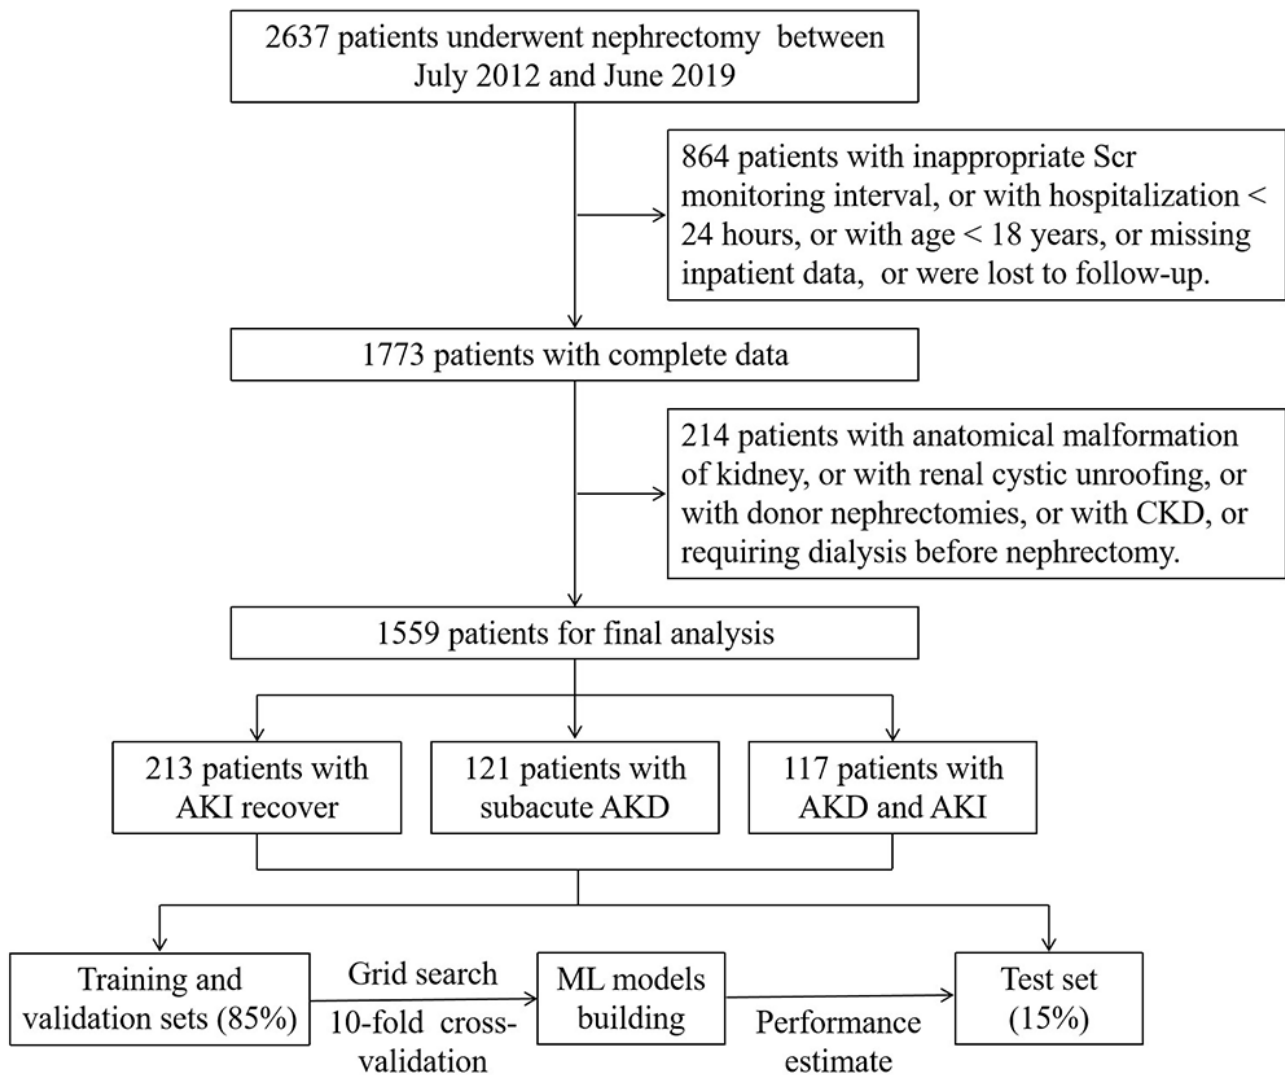 2637 patients underwent nephrectomy between
July 2012 and June 2019
864 patients with inappropriate Scr
monitoring interval, or with hospitalization <
24 hours, or with age < 18 years, or missing
inpatient data, or were lost to follow-up.
1773 patients with complete data
214 patients with anatomical malformation
of kidney, or with renal cystic unroofing, or
with donor nephrectomies, or with CKD, or
requiring dialysis before nephrectomy.
1559 patients for final analysis
213 patients with
AKI recover
121 patients with
subacute AKD
117 patients with
AKD and AKI
Training and
validation sets (85%)
Grid search
10-fold cross-
validation
ML models
building
Performance
estimate
Test set
(15%)